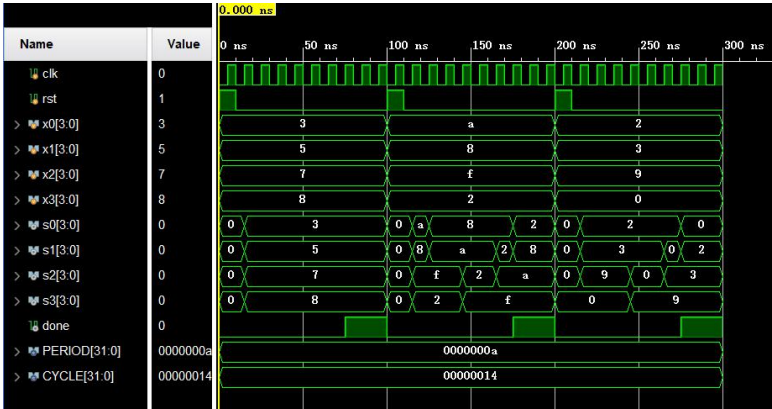 0.000 ns
Name Value 0 ns 50 ns 100 ns 150 ns 200 ns 250 ns 300 ns
clk 0
rst 1
> x0[3:0] 3 3 a 2
> x1[3:0] 5 5 8 3
> x2[3:0] 7 7 f 9
> x3[3:0] 8 8 2 0
> s0[3:0] 0 0 3 0 a 8 2 0 2 0
> s1[3:0] 0 0 5 0 8 a 2 8 0 3 0 2
> s2[3:0] 0 0 7 0 f 2 a 0 9 0 3
> s3[3:0] 0 0 8 0 2 f 0 9
done 0
> PERIOD[31:0] 0000000a 0000000a
> CYCLE[31:0] 00000014 00000014